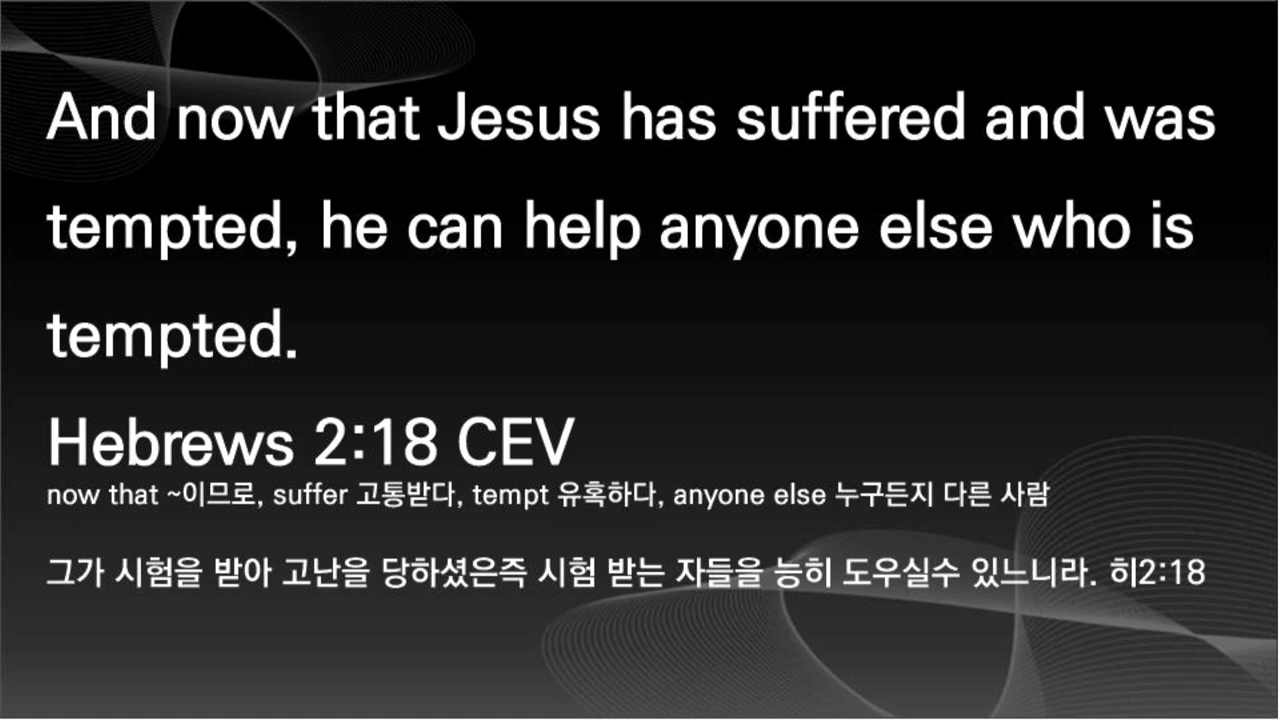 And now that Jesus has suffered and was
tempted, he can help anyone else who is
tempted.
Hebrews 2:18 CEV
now that ~이므로, suffer 고통받다, tempt 유혹하다, anyone else 누구든지 다른 사람
그가 시험을 받아 고난을 당하셨은즉 시험 받는 자들을 능히 도우실수 있느니라. 히2:18